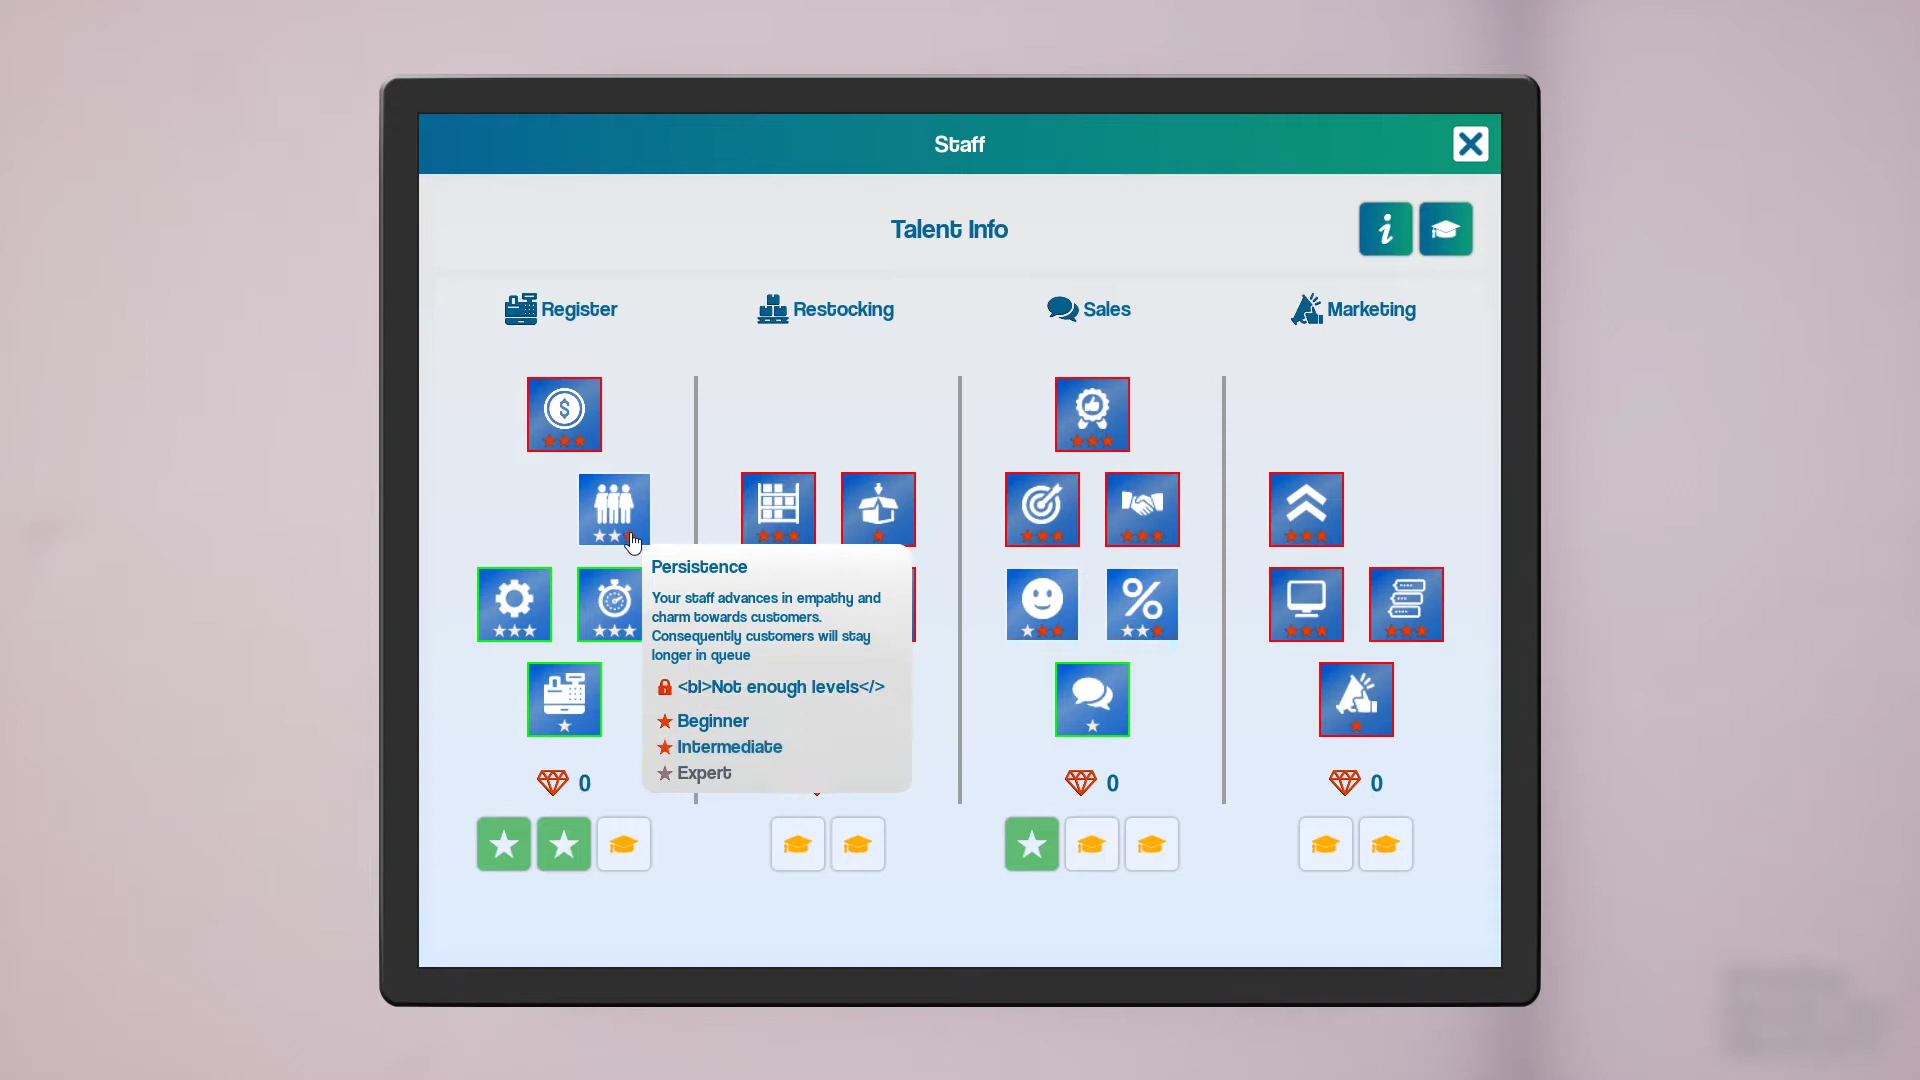 Staff
Talent Info
i
Register
Restocking
Sales
Marketing
$
%
Persistence
Your staff advances in empathy and
charm towards customers.
Consequently customers will stay
longer in queue
<bl>Not enough levels</>
Beginner
Intermediate
Expert
0
0
0